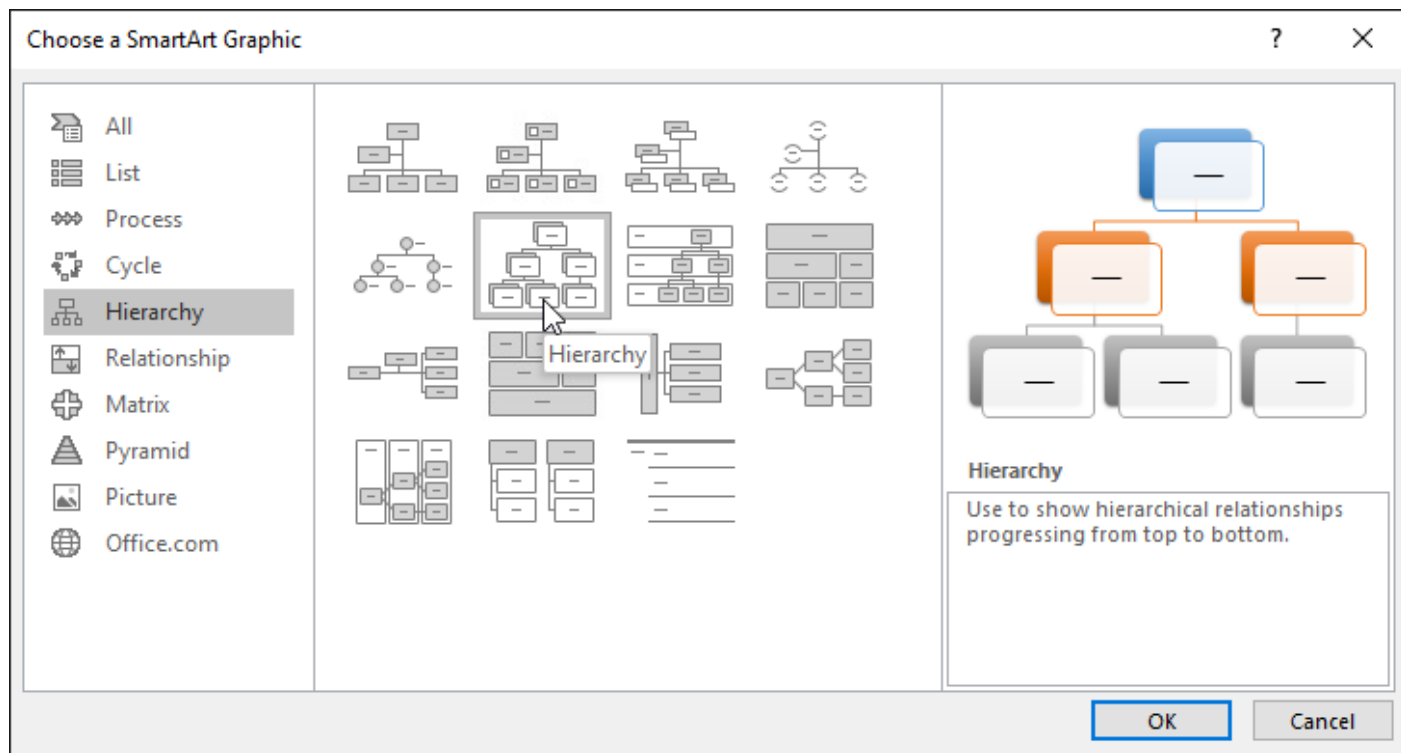 Choose a SmartArt Graphic
?
All
List
Process
Cycle
Hierarchy
Relationship
Matrix
Pyramid
Picture
Office.com
Hierarchy
Hierarchy
Use to show hierarchical relationships
progressing from top to bottom.
OK
Cancel